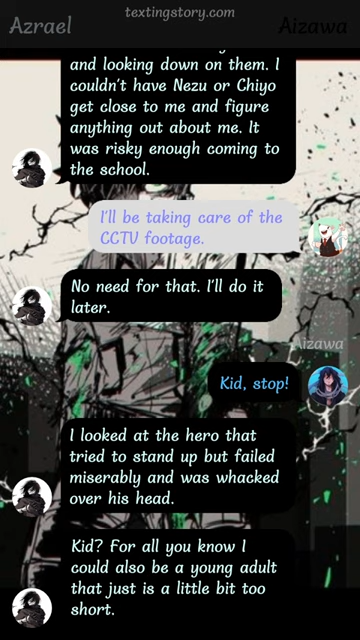 textingstory.com
Azrael
Aizawa
and looking down on them. I
couldn't have Nezu or Chiyo
get close to me and figure
anything out about me. It
was risky enough coming to
the school.
I'll be taking care of the
CCTV footage.
No need for that. I'll do it
later.
Aizawa
Kid, stop!
I looked at the hero that
tried to stand up but failed
miserably and was whacked
over his head.
Kid? For all you know I
could also be a young adult
that just is a little bit too
short.